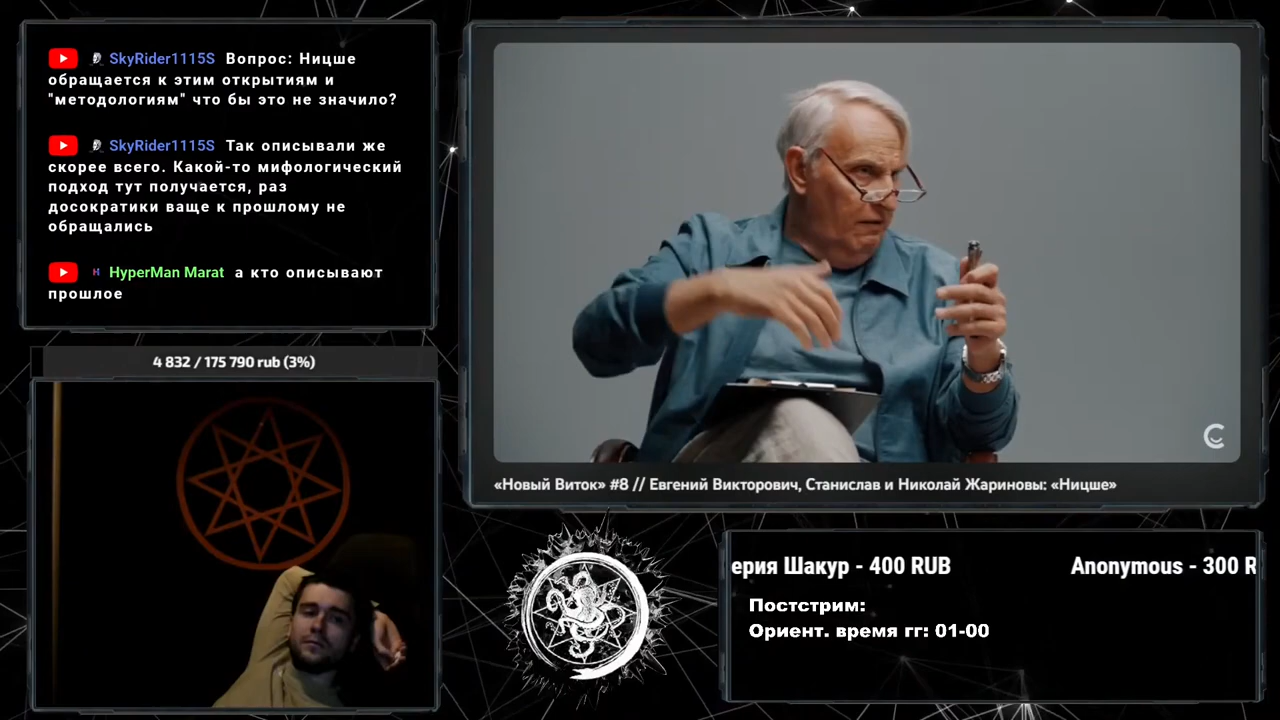 SkyRider1115S Вопрос: Ницше
обращается к этим открытиям и
"методологиям" что бы это не значило?
SkyRider1115S Так описывали же
скорее всего. Какой-то мифологический
подход тут получается, раз
досократики ваще к прошлому не
обращались
HyperMan Marat а кто описывают
прошлое
4 832 / 175 790 rub (3%)
«Новый Виток» #8 // Евгений Викторович, Станислав и Николай Жариновы: «Ницше»
ерия Шакур - 400 RUB Anonymous - 300 R
Постстрим:
Ориент. время гг: 01-00